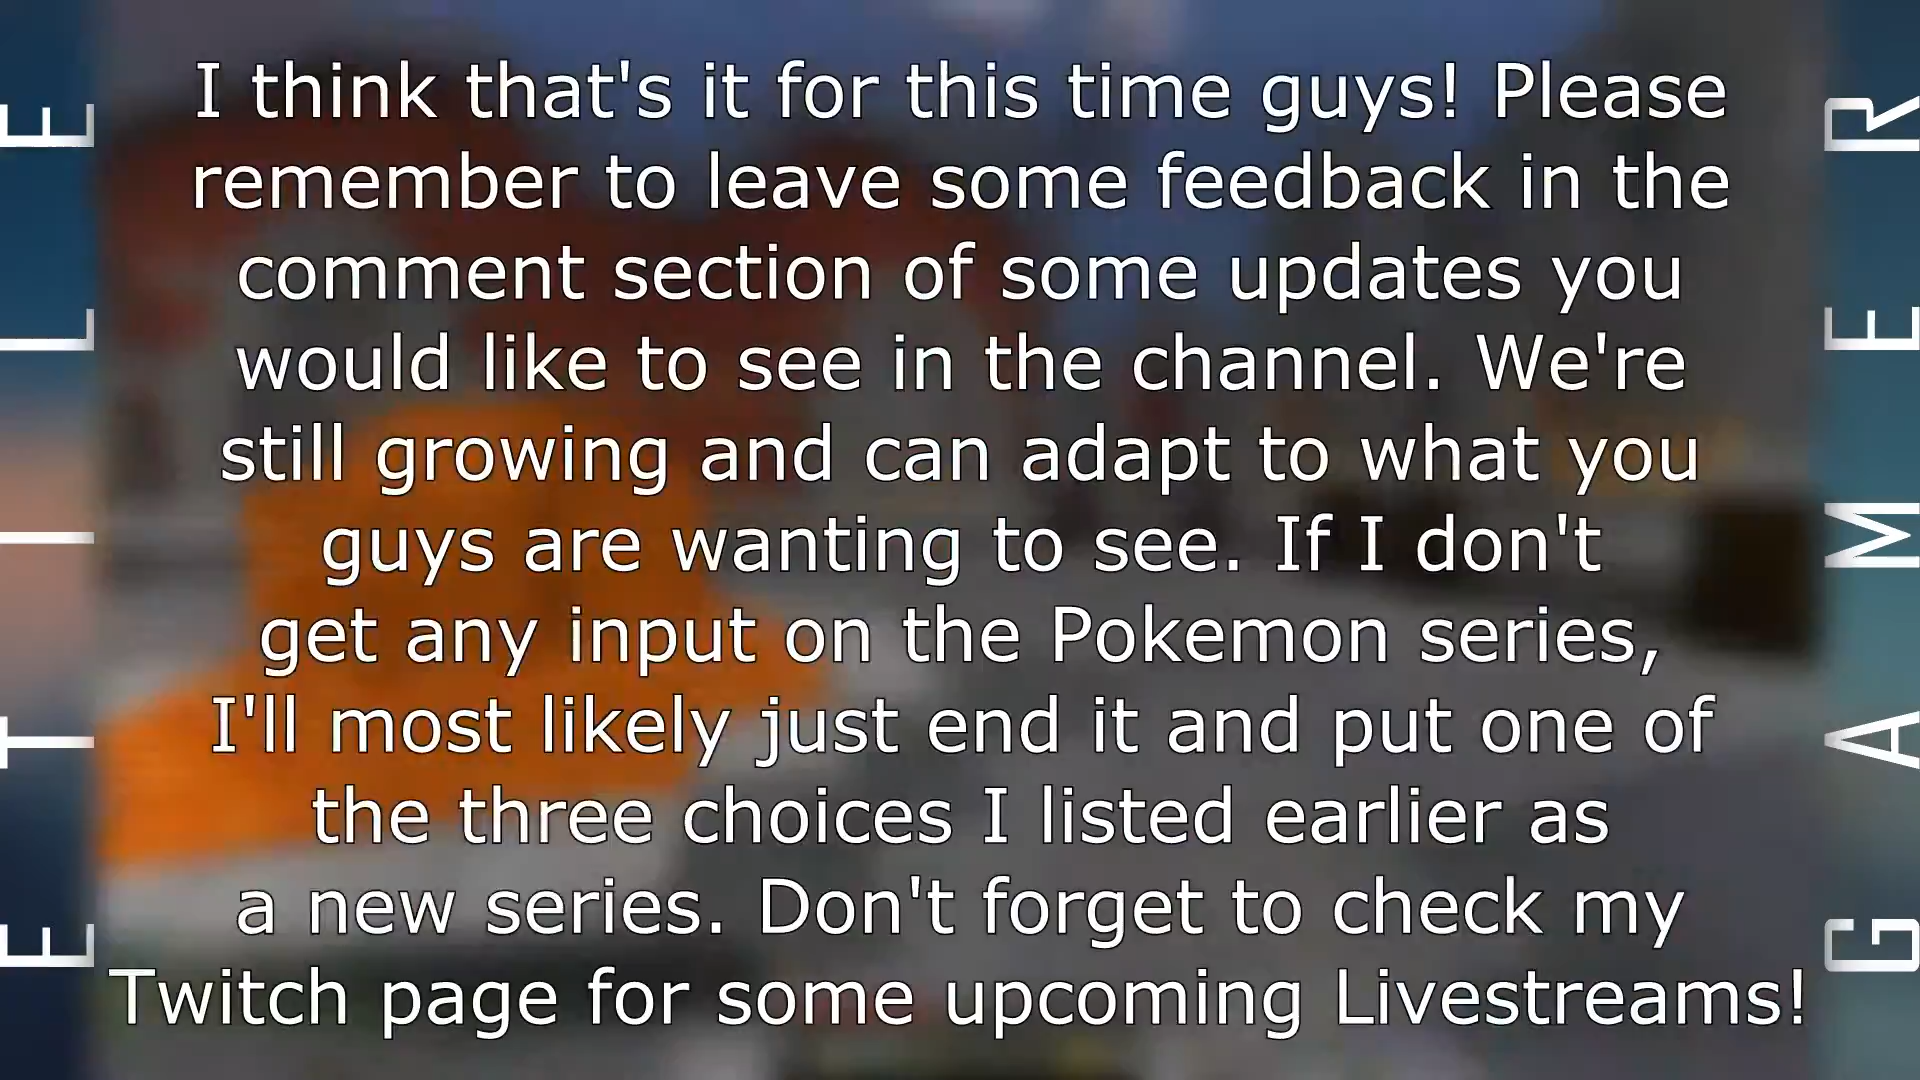 I think that's it for this time guys! Please
remember to leave some feedback in the
comment section of some updates you
would like to see in the channel. We're
still growing and can adapt to what you
guys are wanting to see. If I don't
get any input on the Pokemon series,
I'll most likely just end it and put one of
the three choices I listed earlier as
a new series. Don't forget to check my
Twitch page for some upcoming Livestreams!
ETILE
GAMER